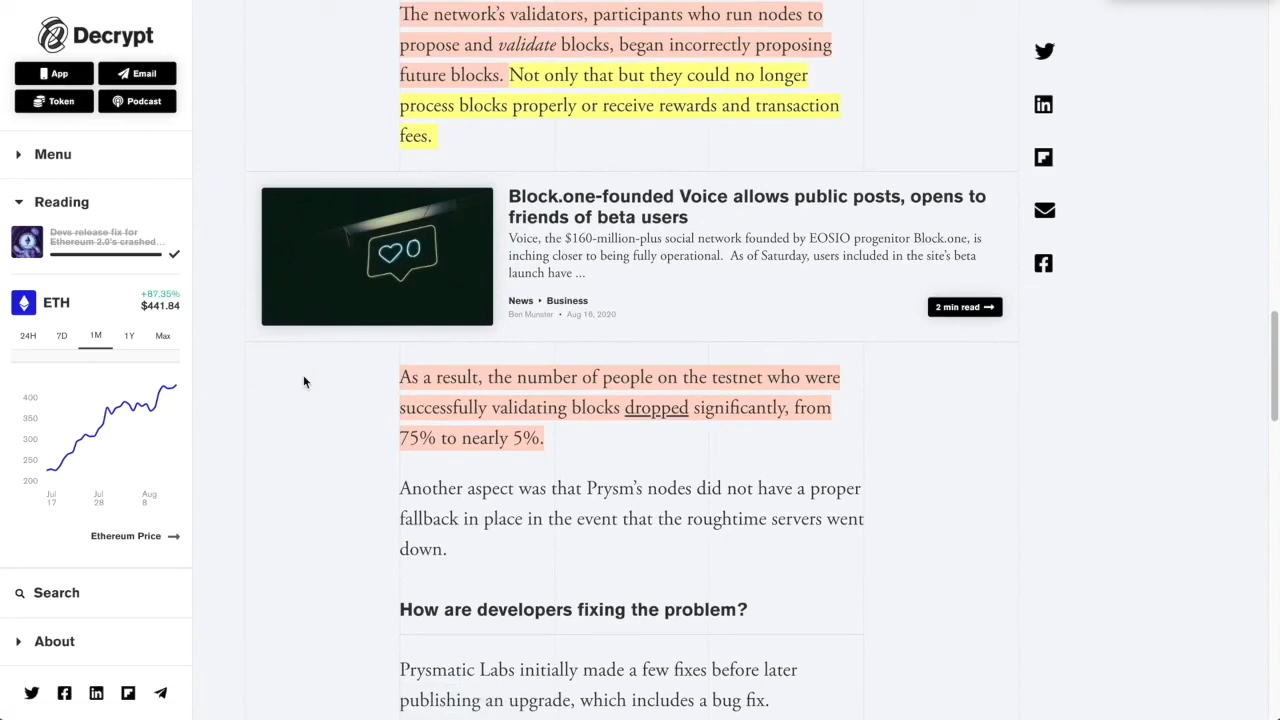 Decrypt
App
Email
Token
Podcast
Menu
Reading
Devs release fix for
Ethereum 2.0's crashed...
ETH
+87.35%
$441.84
24H
7D
1M
1Y
Max
400
350
300
250
200
Jul
17
Jul
28
Aug
8
Ethereum Price
Search
About
The network's validators, participants who run nodes to
propose and validate blocks, began incorrectly proposing
future blocks. Not only that but they could no longer
process blocks properly or receive rewards and transaction
fees.
Block.one-founded Voice allows public posts, opens to
friends of beta users
Voice, the $160-million-plus social network founded by EOSIO progenitor Block.one, is
inching closer to being fully operational. As of Saturday, users included in the site's beta
launch have ...
News ‣ Business
Ben Munster • Aug 16, 2020
2 min read
As a result, the number of people on the testnet who were
successfully validating blocks dropped significantly, from
75% to nearly 5%.
Another aspect was that Prysm's nodes did not have a proper
fallback in place in the event that the roughtime servers went
down.
How are developers fixing the problem?
Prysmatic Labs initially made a few fixes before later
publishing an upgrade, which includes a bug fix.